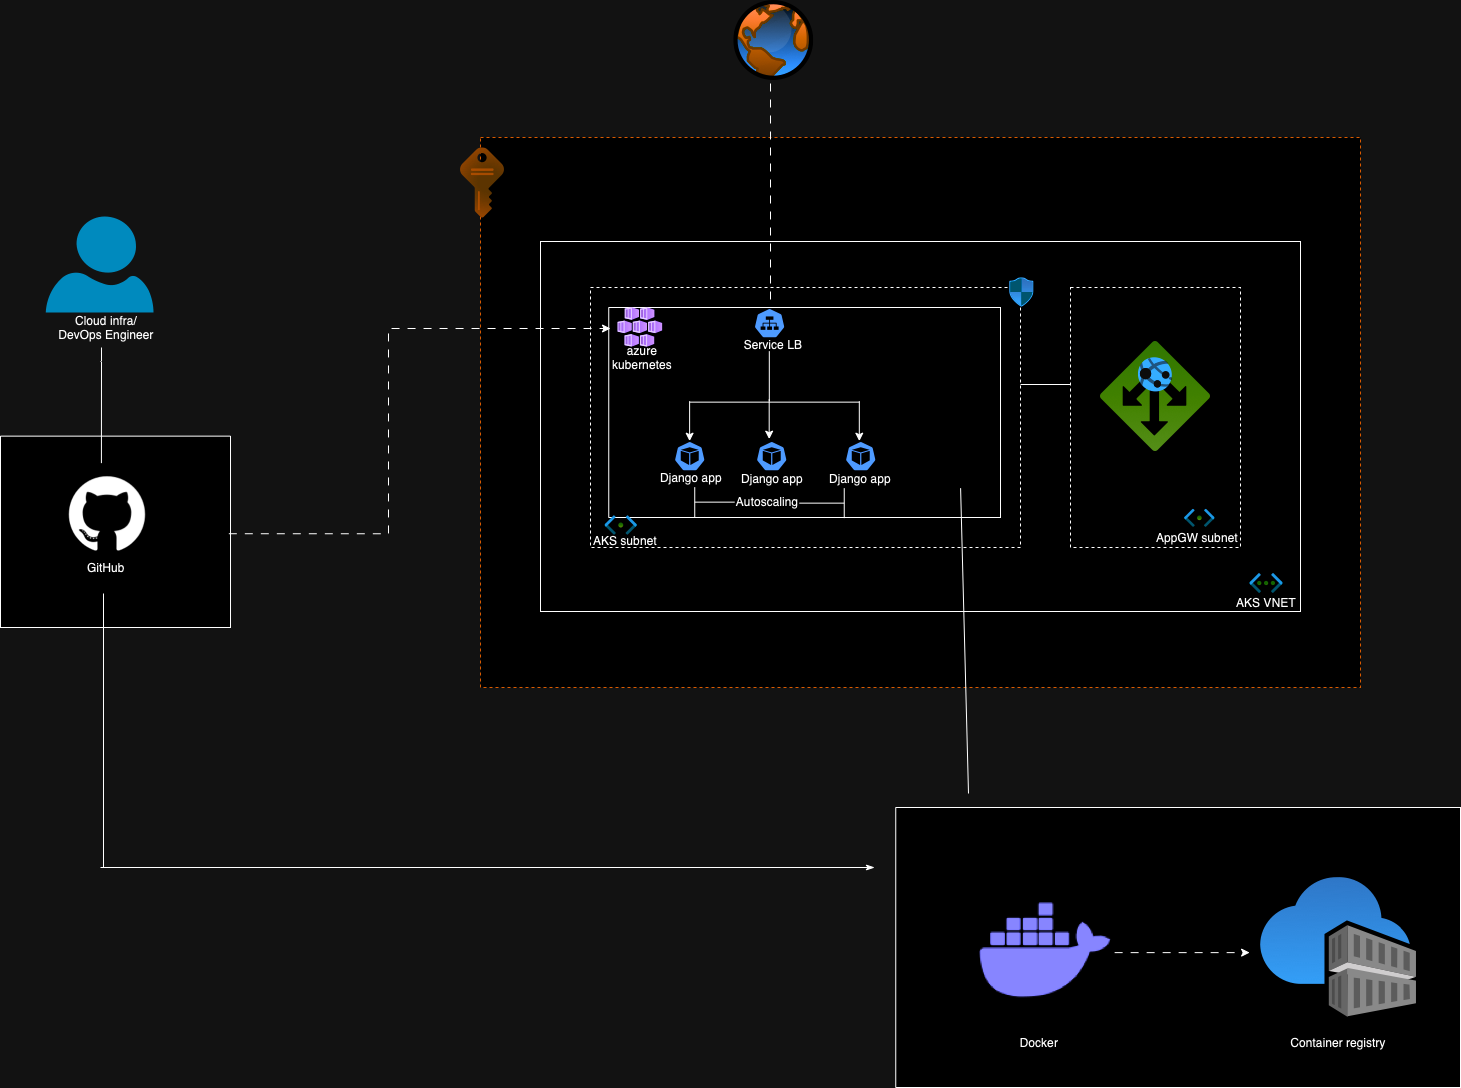 Cloud infra/
DevOps Engineer
GitHub
azure
kubernetes
Service LB
Django app
Django app
Django app
Autoscaling
AKS subnet
AppGW subnet
AKS VNET
Docker
Container registry